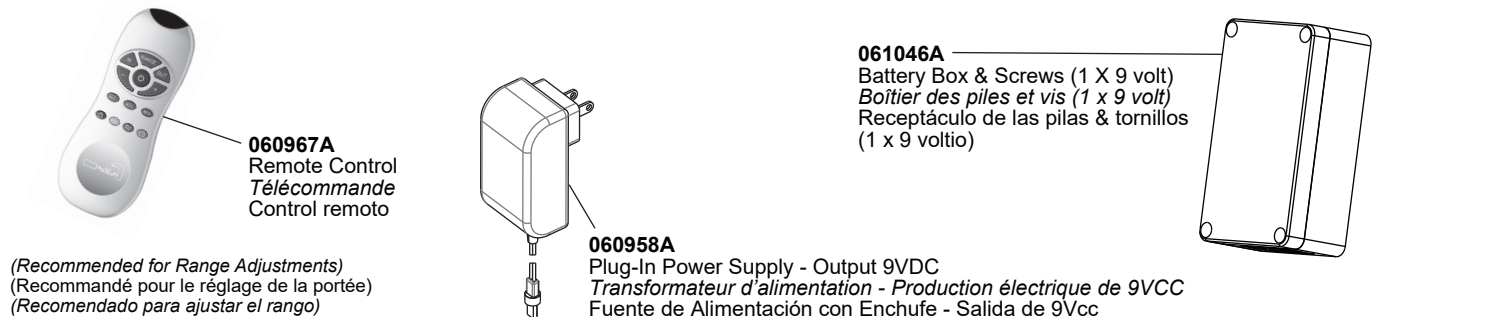 IN
RANGE
OUT
060967A
Remote Control
Télécommande
Control remoto
(Recommended for Range Adjustments)
(Recommandé pour le réglage de la portée)
(Recomendado para ajustar el rango)
060958A
Plug-In Power Supply - Output 9VDC
Transformateur d'alimentation - Production électrique de 9VCC
Fuente de Alimentación con Enchufe - Salida de 9Vcc
061046A
Battery Box & Screws (1 X 9 volt)
Boîtier des piles et vis (1 x 9 volt)
Receptáculo de las pilas & tornillos
(1 x 9 voltio)